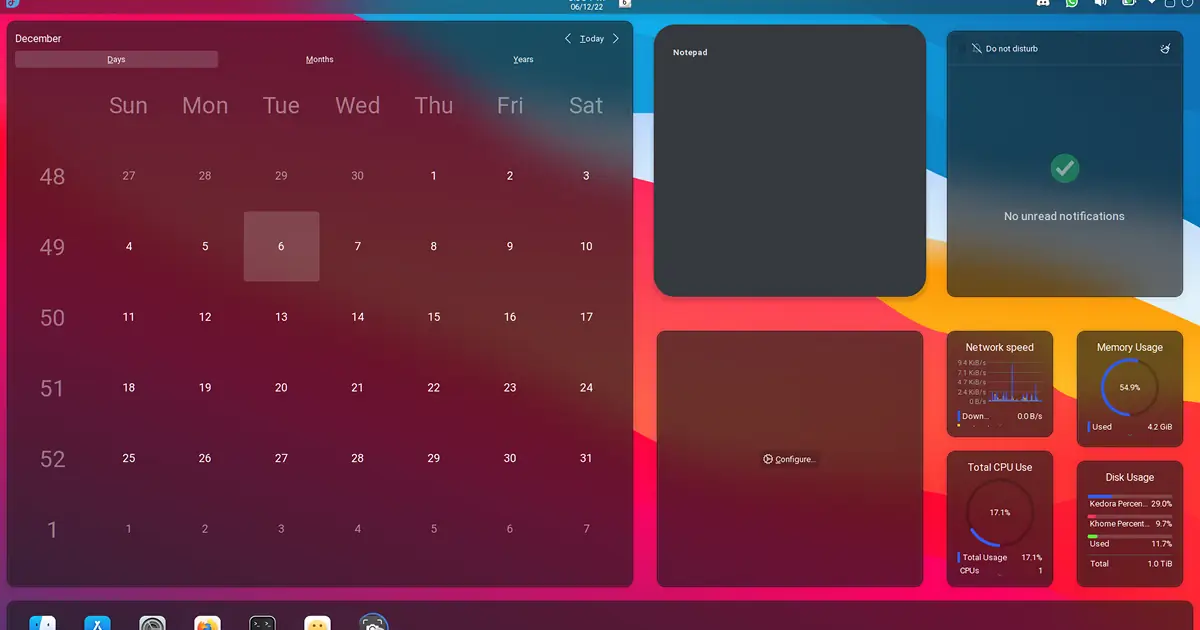 06/12/22
6
December
Today
Days Months Years
Sun Mon Tue Wed Thu Fri Sat
48 27 28 29 30 1 2 3
49 4 5 6 7 8 9 10
50 11 12 13 14 15 16 17
51 18 19 20 21 22 23 24
52 25 26 27 28 29 30 31
1 1 2 3 4 5 6 7
Notepad
Do not disturb
No unread notifications
Configure...
Network speed
9.4 KiB/s
7.1 KiB/s
4.7 KiB/s
2.4 KiB/s
0 B/s
Down... 0.0 B/s
Memory Usage
54.9%
Used 4.2 GiB
Total CPU Use
17.1%
Total Usage 17.1%
CPUs 1
Disk Usage
Kedora Percen... 29.0%
Khome Percent... 9.7%
Used 11.7%
Total 1.0 TiB